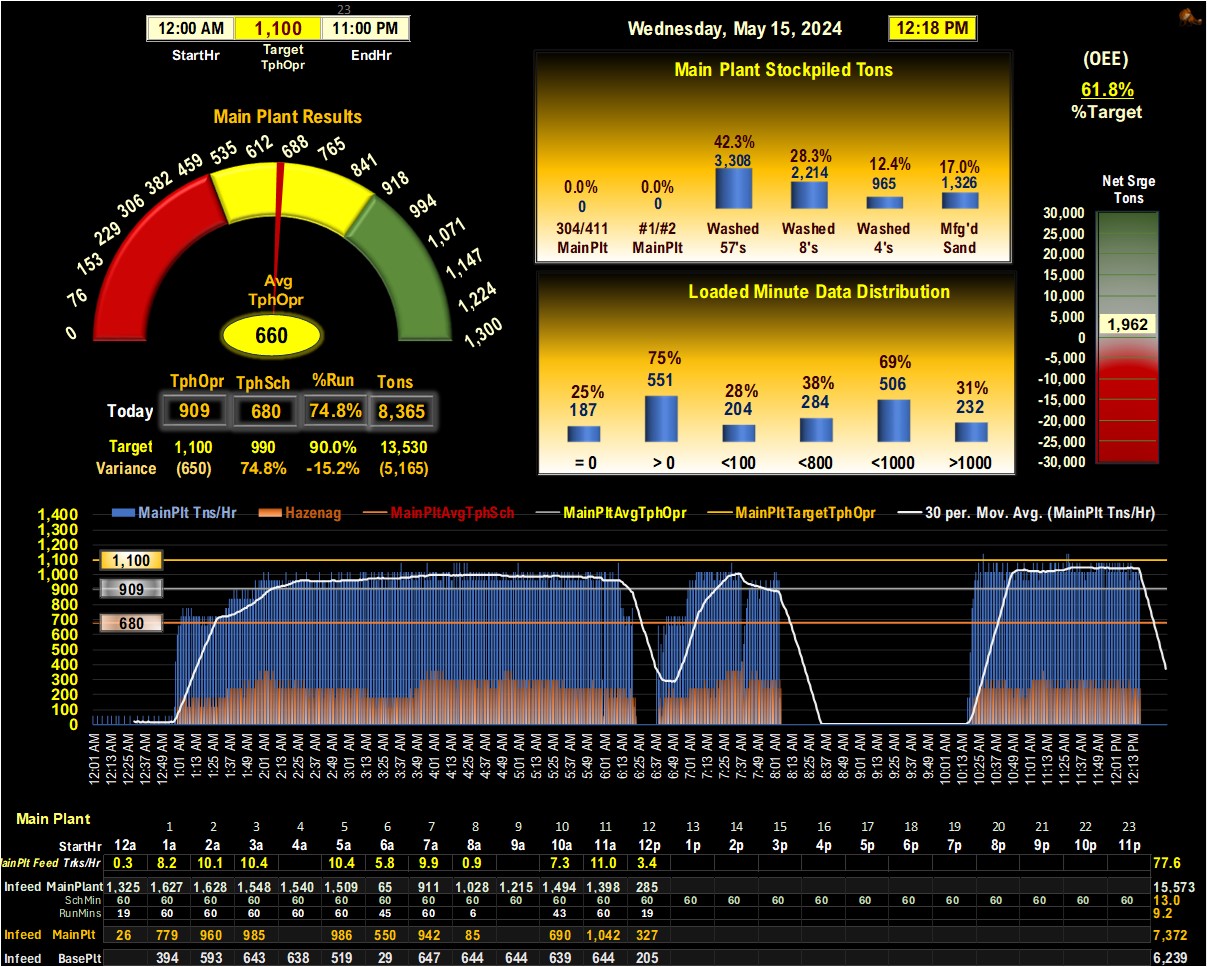 23
12:00 AM 1,100 11:00 PM
StartHr Target TphOpr EndHr
Wednesday, May 15, 2024 12:18 PM
(OEE)
61.8%
%Target
Main Plant Results
0 76 153 229 306 382 459 535 612 688 765 841 918 994 1,071 1,147 1,224 1,300
Avg
TphOpr
660
TphOpr TphSch %Run Tons
Today 909 680 74.8% 8,365
Target 1,100 990 90.0% 13,530
Variance (650) 74.8% -15.2% (5,165)
Main Plant Stockpiled Tons
0.0% 0.0% 42.3% 28.3% 12.4% 17.0%
0 0 3,308 2,214 965 1,326
304/411 #1/#2 Washed Washed Washed Mfg'd
MainPlt MainPlt 57's 8's 4's Sand
Loaded Minute Data Distribution
25% 75% 28% 38% 69% 31%
187 551 204 284 506 232
= 0 > 0 <100 <800 <1000 >1000
Net Srge
Tons
30,000
25,000
20,000
15,000
10,000
5,000
1,962
0
-5,000
-10,000
-15,000
-20,000
-25,000
-30,000
MainPlt Tns/Hr Hazenag MainPltAvgTphSch MainPltAvgTphOpr MainPltTargetTphOpr 30 per. Mov. Avg. (MainPlt Tns/Hr)
1,400
1,300
1,200
1,100 1,100
1,000
900 909
800
700 680
600
500
400
300
200
100
0
12:01 AM 12:13 AM 12:25 AM 12:37 AM 12:49 AM 1:01 AM 1:13 AM 1:25 AM 1:37 AM 1:49 AM 2:01 AM 2:13 AM 2:25 AM 2:37 AM 2:49 AM 3:01 AM 3:13 AM 3:25 AM 3:37 AM 3:49 AM 4:01 AM 4:13 AM 4:25 AM 4:37 AM 4:49 AM 5:01 AM 5:13 AM 5:25 AM 5:37 AM 5:49 AM 6:01 AM 6:13 AM 6:25 AM 6:37 AM 6:49 AM 7:01 AM 7:13 AM 7:25 AM 7:37 AM 7:49 AM 8:01 AM 8:13 AM 8:25 AM 8:37 AM 8:49 AM 9:01 AM 9:13 AM 9:25 AM 9:37 AM 9:49 AM 10:01 AM 10:13 AM 10:25 AM 10:37 AM 10:49 AM 11:01 AM 11:13 AM 11:25 AM 11:37 AM 11:49 AM 12:01 PM 12:13 PM
Main Plant
1 2 3 4 5 6 7 8 9 10 11 12 13 14 15 16 17 18 19 20 21 22 23
StartHr 12a 1a 2a 3a 4a 5a 6a 7a 8a 9a 10a 11a 12p 1p 2p 3p 4p 5p 6p 7p 8p 9p 10p 11p
MainPlt Feed Trks/Hr 0.3 8.2 10.1 10.4 10.4 5.8 9.9 0.9 7.3 11.0 3.4 77.6
Infeed MainPlant 1,325 1,627 1,628 1,548 1,540 1,509 65 911 1,028 1,215 1,494 1,398 285 15,573
SchMin 60 60 60 60 60 60 60 60 60 60 60 60 60 60 60 60 60 60 60 60 60 60 60 60 13.0
RunMins 19 60 60 60 60 45 60 6 43 60 19 9.2
Infeed MainPlt 26 779 960 985 986 550 942 85 690 1,042 327 7,372
Infeed BasePlt 394 593 643 638 519 29 647 644 644 639 644 205 6,239